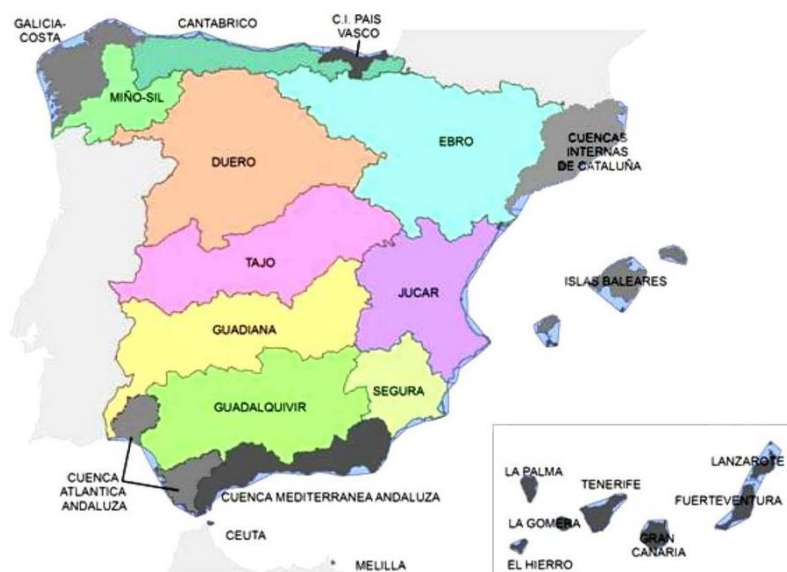 GALICIA-
COSTA
CANTABRICO
C.I. PAIS
VASCO
MIÑO-SIL
DUERO
EBRO
CUENCAS
INTERNAS
DE CATALUÑA
TAJO
JUCAR
ISLAS BALEARES
GUADIANA
SEGURA
GUADALQUIVIR
CUENCA
ATLANTICA
ANDALUZA
CUENCA MEDITERRANEA ANDALUZA
CEUTA
MELILLA
LA PALMA
TENERIFE
LANZAROTE
FUERTEVENTURA
LA GOMERA
GRAN
CANARIA
EL HIERRO